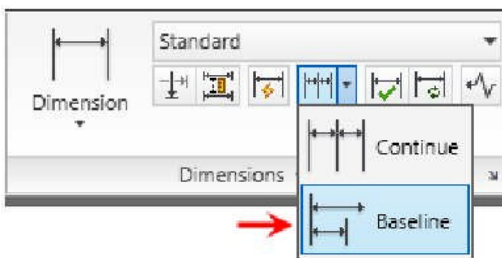 Standard
Dimension
Continue
Dimensions
Baseline